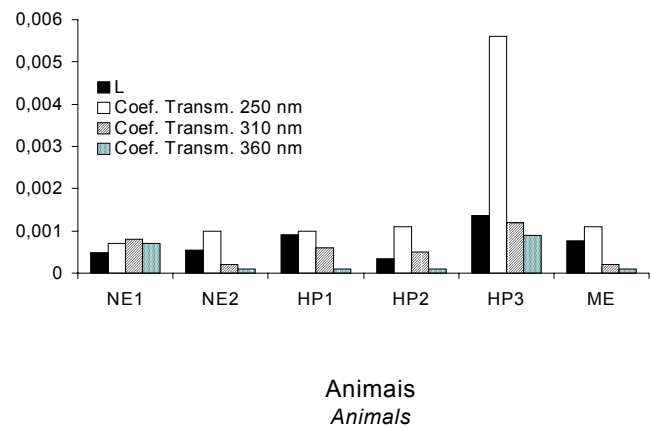 0,006
0,005
0,004
0,003
0,002
0,001
0
L
Coef. Transm. 250 nm
Coef. Transm. 310 nm
Coef. Transm. 360 nm
NE1 NE2 HP1 HP2 HP3 ME
Animais
Animals